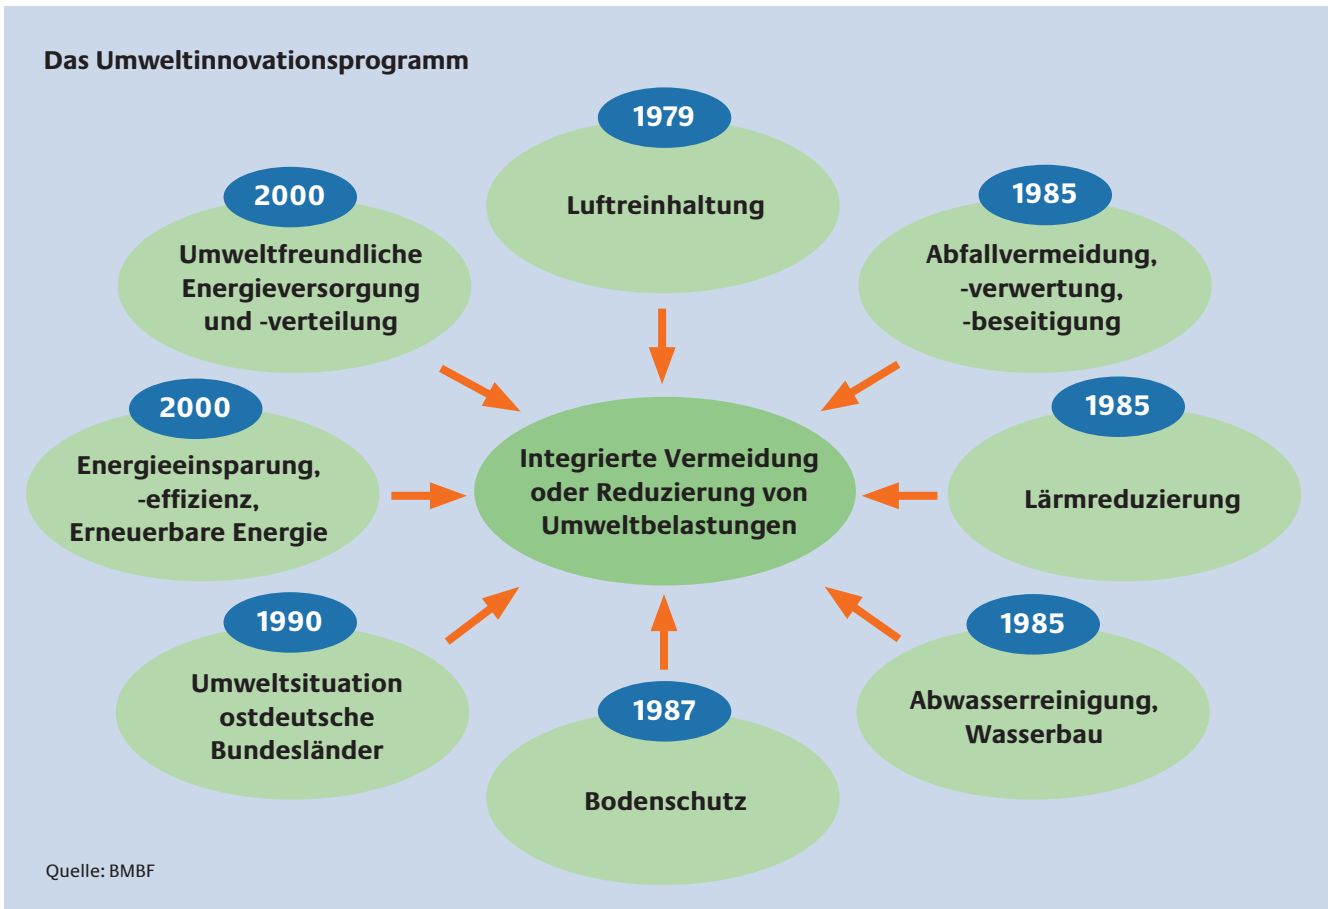 Das Umweltinnovationsprogramm
1979
Luftreinhaltung
1985
Abfallvermeidung,
-verwertung,
-beseitigung
1985
Lärmreduzierung
1985
Abwasserreinigung,
Wasserbau
1987
Bodenschutz
1990
Umweltsituation
ostdeutsche
Bundesländer
2000
Energieeinsparung,
-effizienz,
Erneuerbare Energie
2000
Umweltfreundliche
Energieversorgung
und -verteilung
Integrierte Vermeidung
oder Reduzierung von
Umweltbelastungen
Quelle: BMBF